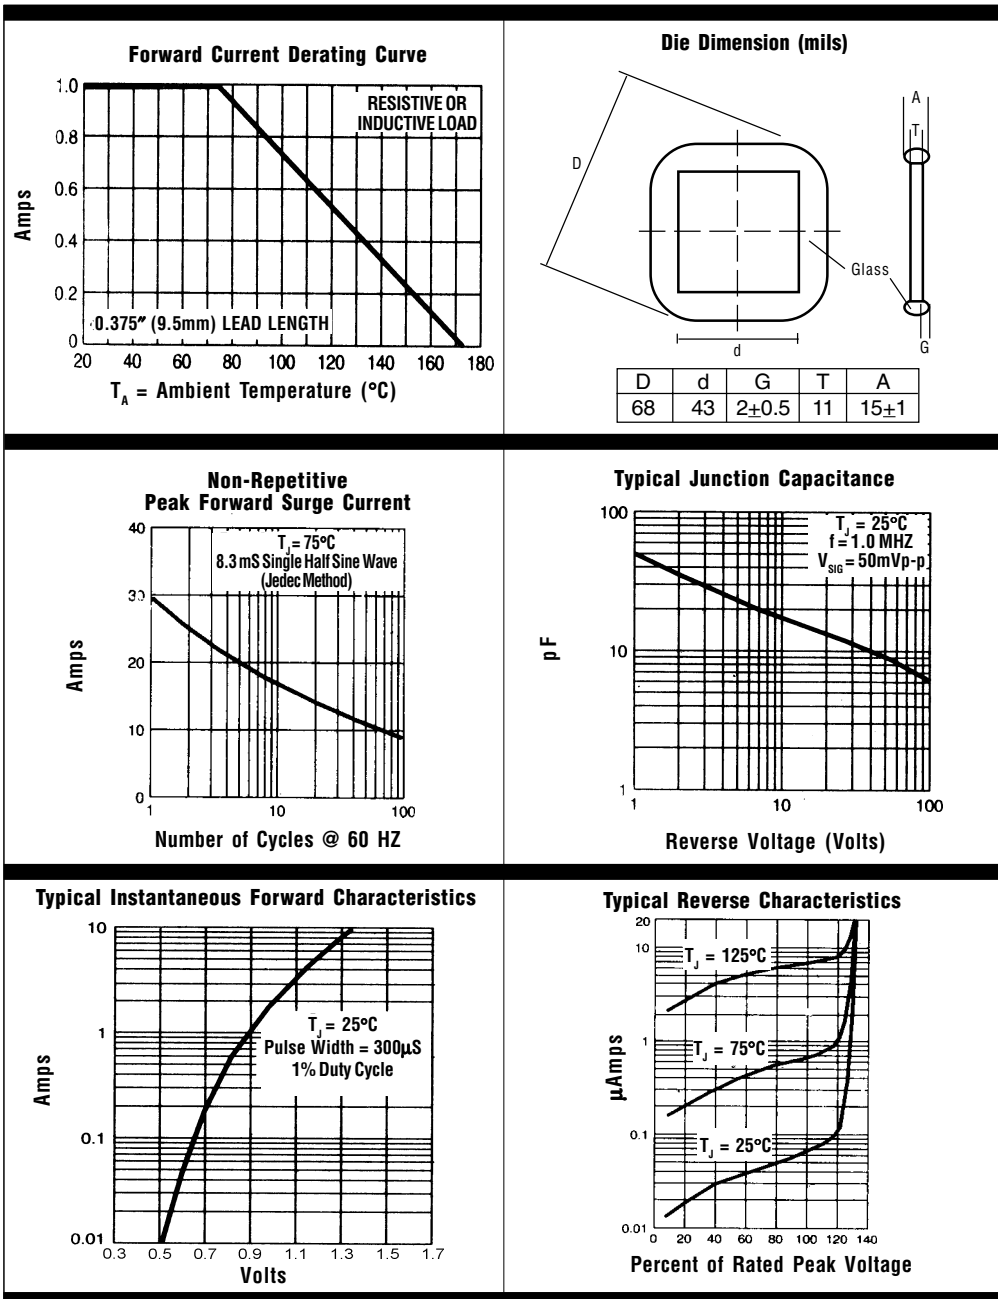 Forward Current Derating Curve
RESISTIVE OR
INDUCTIVE LOAD
1.0
0.8
0.6
0.4
0.2
0
Amps
0.375" (9.5mm) LEAD LENGTH
20 40 60 80 100 120 140 160 180
T_A = Ambient Temperature (°C)
Die Dimension (mils)
D
A
T
Glass
G
d
D d G T A
68 43 2±0.5 11 15±1
Non-Repetitive
Peak Forward Surge Current
T_J = 75°C
8.3 mS Single Half Sine Wave
(Jedec Method)
40
30
20
10
0
Amps
1 10 100
Number of Cycles @ 60 HZ
Typical Junction Capacitance
T_J = 25°C
f = 1.0 MHZ
V_SIG = 50mVp-p
100
10
1
pF
1 10 100
Reverse Voltage (Volts)
Typical Instantaneous Forward Characteristics
10
1
0.1
0.01
Amps
T_J = 25°C
Pulse Width = 300µS
1% Duty Cycle
0.3 0.5 0.7 0.9 1.1 1.3 1.5 1.7
Volts
Typical Reverse Characteristics
20
10
1
0.1
0.01
µAmps
T_J = 125°C
T_J = 75°C
T_J = 25°C
0 20 40 60 80 100 120 140
Percent of Rated Peak Voltage